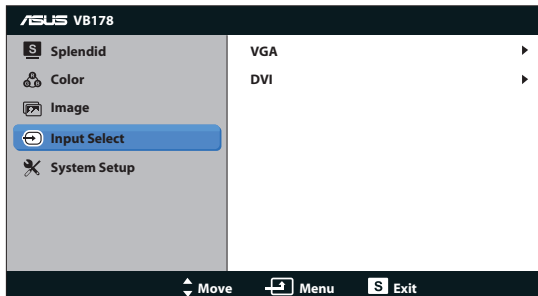 ASUS VB178
S Splendid
Color
Image
Input Select
System Setup
VGA
DVI
Move Menu S Exit